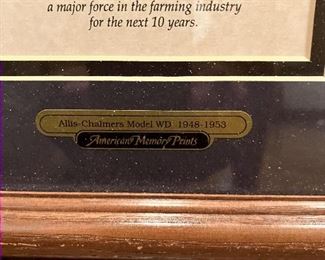 a major force in the farming industry
for the next 10 years.
Allis-Chalmers Model WD 1948-1953
American Memory Prints